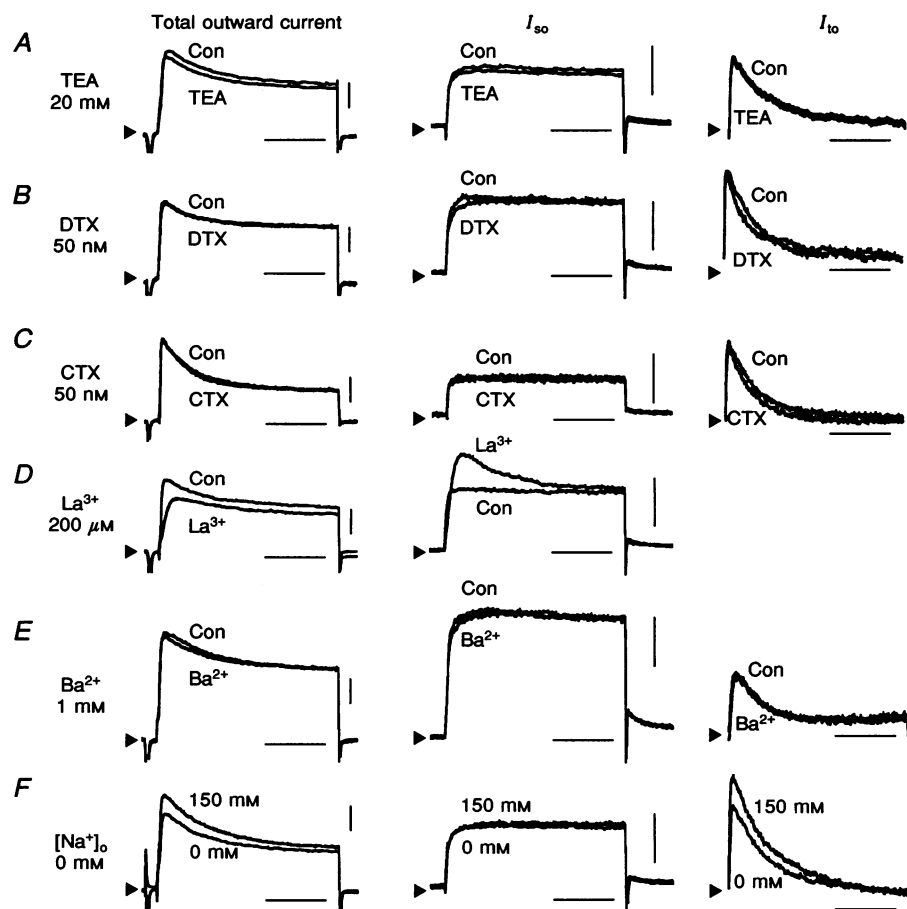 Total outward current Iso Ito
A
TEA
20 mM
Con
TEA
Con
TEA
Con
TEA
B
DTX
50 nM
Con
DTX
Con
DTX
Con
DTX
C
CTX
50 nM
Con
CTX
Con
CTX
Con
CTX
D
La³⁺
200 μM
Con
La³⁺
La³⁺
Con
E
Ba²⁺
1 mM
Con
Ba²⁺
Con
Ba²⁺
Con
Ba²⁺
F
[Na⁺]o
0 mM
150 mM
0 mM
150 mM
0 mM
150 mM
0 mM